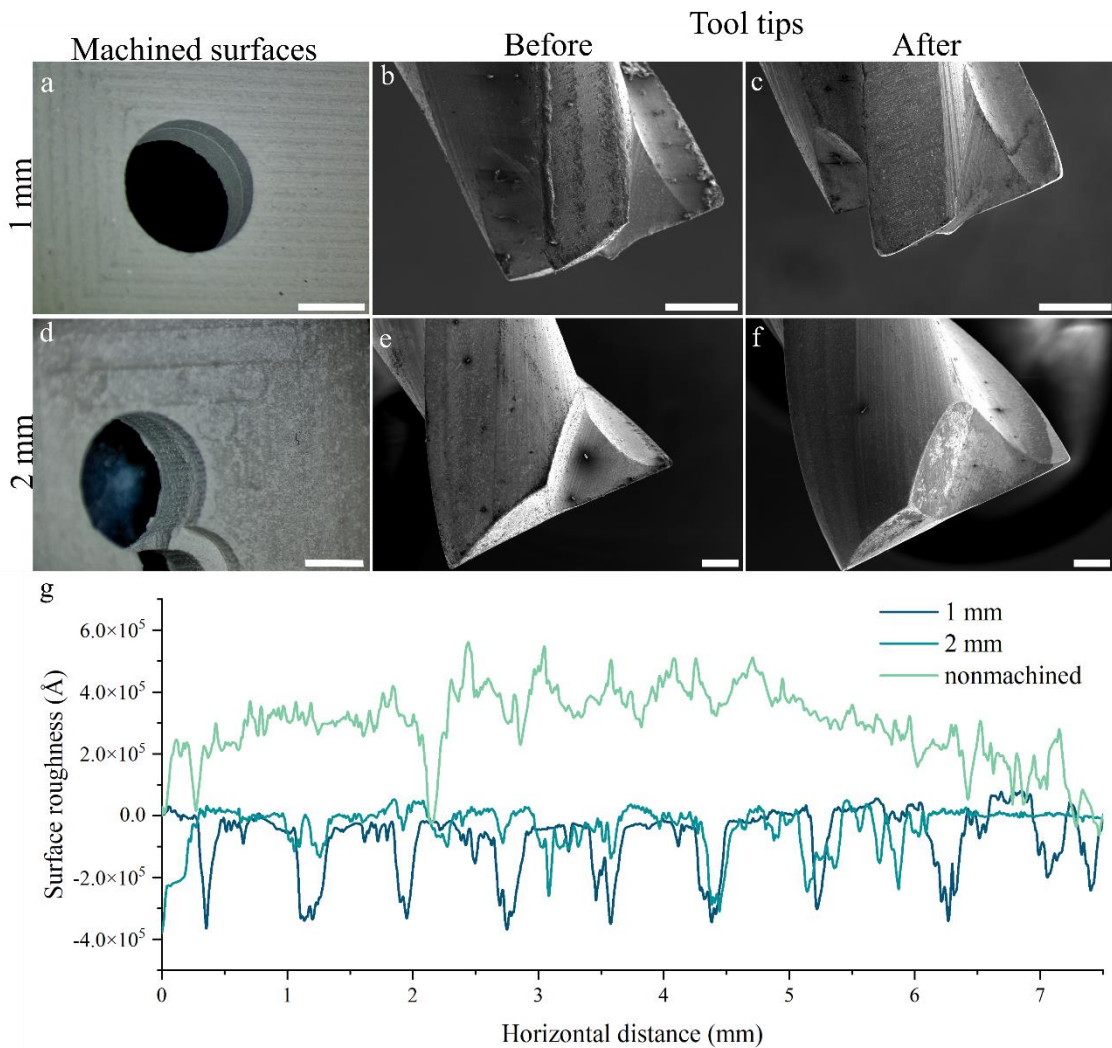 Tool tips
Machined surfaces
Before
After
a
b
c
1 mm
d
e
f
2 mm
g
1 mm
2 mm
nonmachined
6.0×10⁵
4.0×10⁵
2.0×10⁵
0.0
-2.0×10⁵
-4.0×10⁵
Surface roughness (Å)
0 1 2 3 4 5 6 7
Horizontal distance (mm)